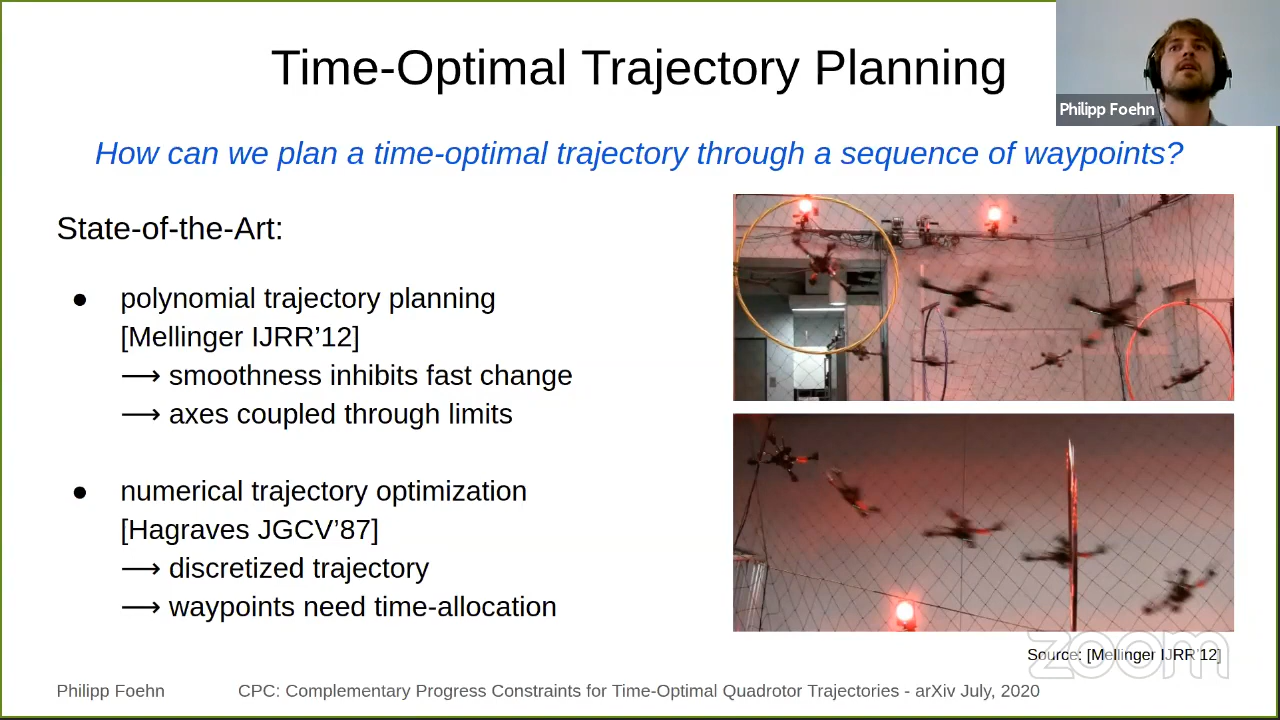 Time-Optimal Trajectory Planning
Philipp Foehn
How can we plan a time-optimal trajectory through a sequence of waypoints?
State-of-the-Art:
● polynomial trajectory planning
[Mellinger IJRR’12]
⟶ smoothness inhibits fast change
⟶ axes coupled through limits
● numerical trajectory optimization
[Hagraves JGCV’87]
⟶ discretized trajectory
⟶ waypoints need time-allocation
Source: [Mellinger IJRR'12]
zoom
Philipp Foehn CPC: Complementary Progress Constraints for Time-Optimal Quadrotor Trajectories - arXiv July, 2020